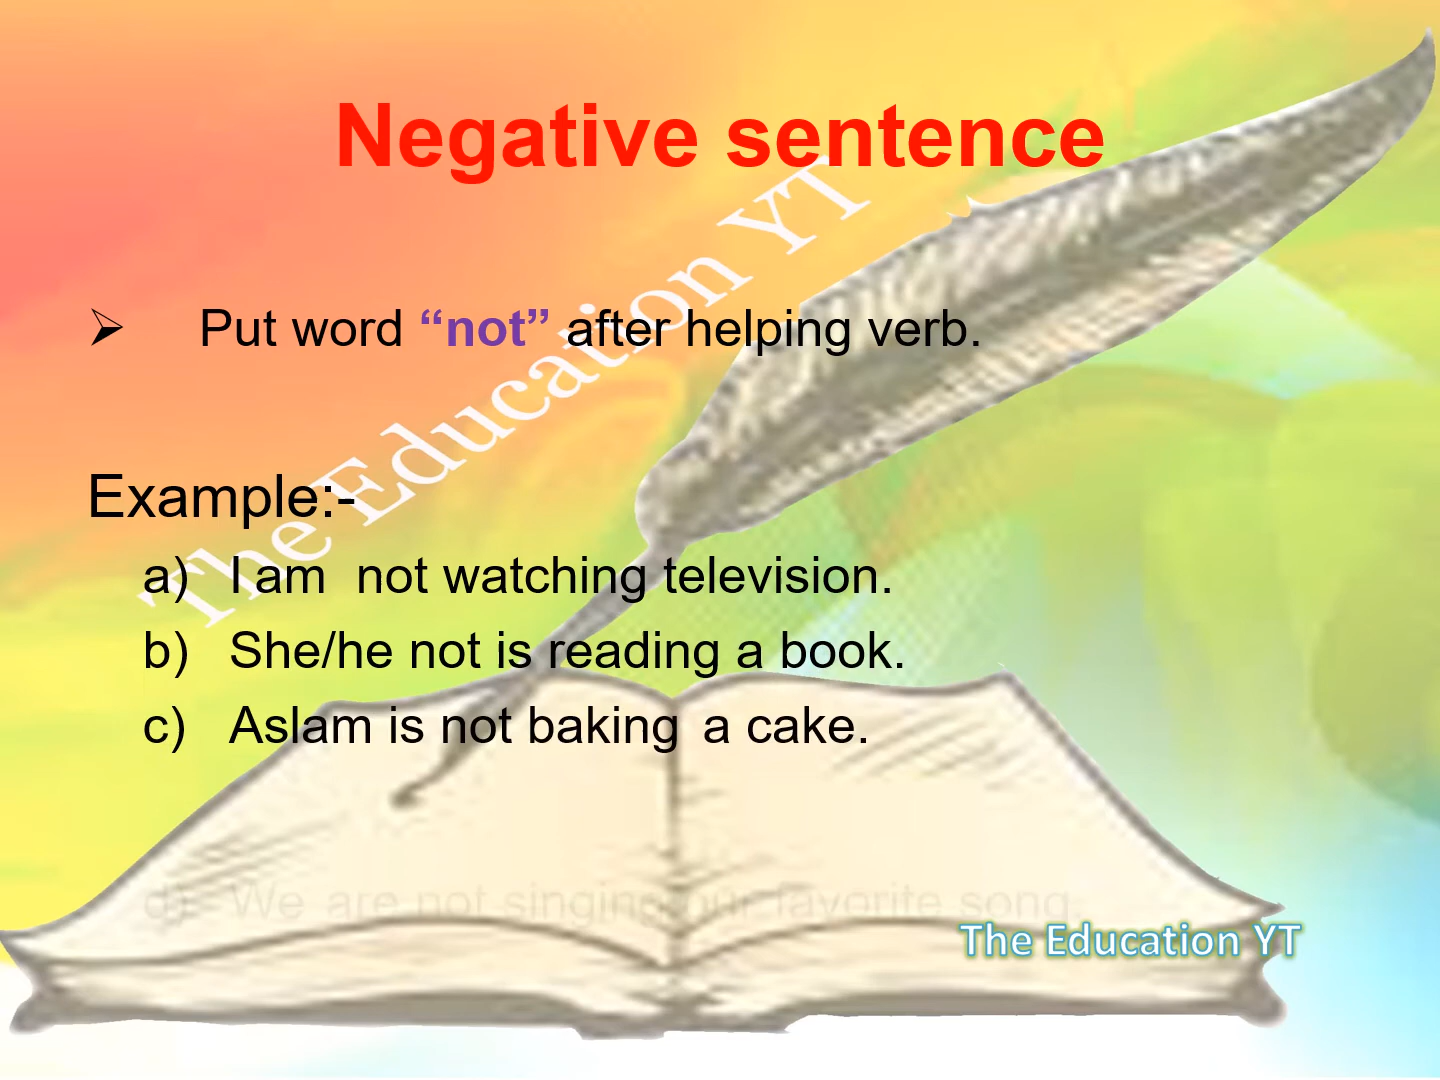 Negative sentence
The Education YT
➢ Put word “not” after helping verb.
Example:-
a) I am not watching television.
b) She/he not is reading a book.
c) Aslam is not baking a cake.
d) We are not singing our favorite song.
The Education YT